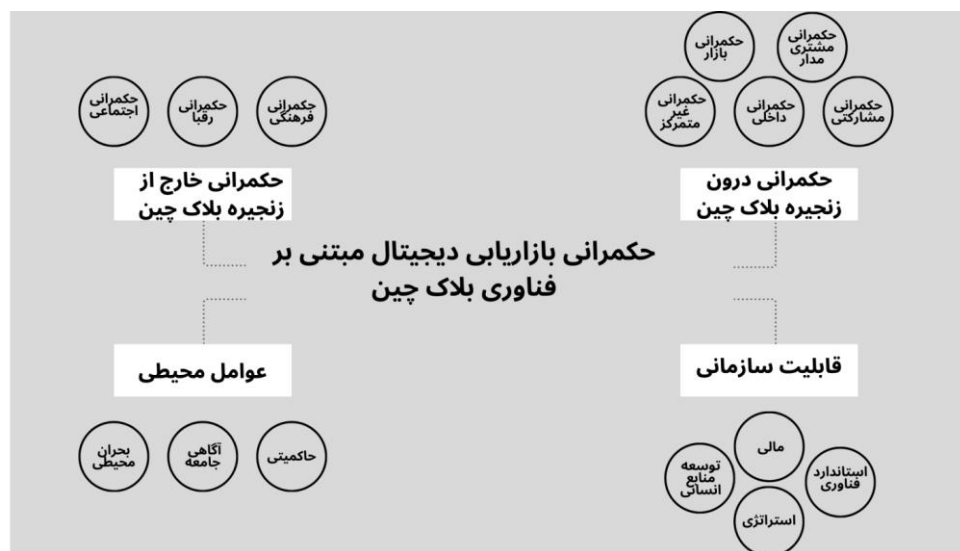 حکمرانی
مشتری
مدار
حکمرانی
بازار
حکمرانی
مشارکتی
حکمرانی
داخلی
حکمرانی
غیر
متمرکز
حکمرانی درون
زنجیره بلاک چین
حکمرانی
فرهنگی
حکمرانی
رقبا
حکمرانی
اجتماعی
حکمرانی خارج از
زنجیره بلاک چین
حکمرانی بازاریابی دیجیتال مبتنی بر
فناوری بلاک چین
قابلیت سازمانی
مالی
استاندارد
فناوری
توسعه
منابع
انسانی
استراتژی
عوامل محیطی
حاکمیتی
آگاهی
جامعه
بحران
محیطی